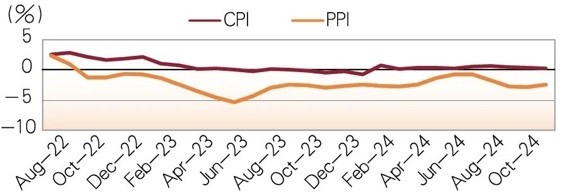 (%)
CPI PPI
5
0
−5
−10
Aug−22 Oct−22 Dec−22 Feb−23 Apr−23 Jun−23 Aug−23 Oct−23 Dec−23 Feb−24 Apr−24 Jun−24 Aug−24 Oct−24